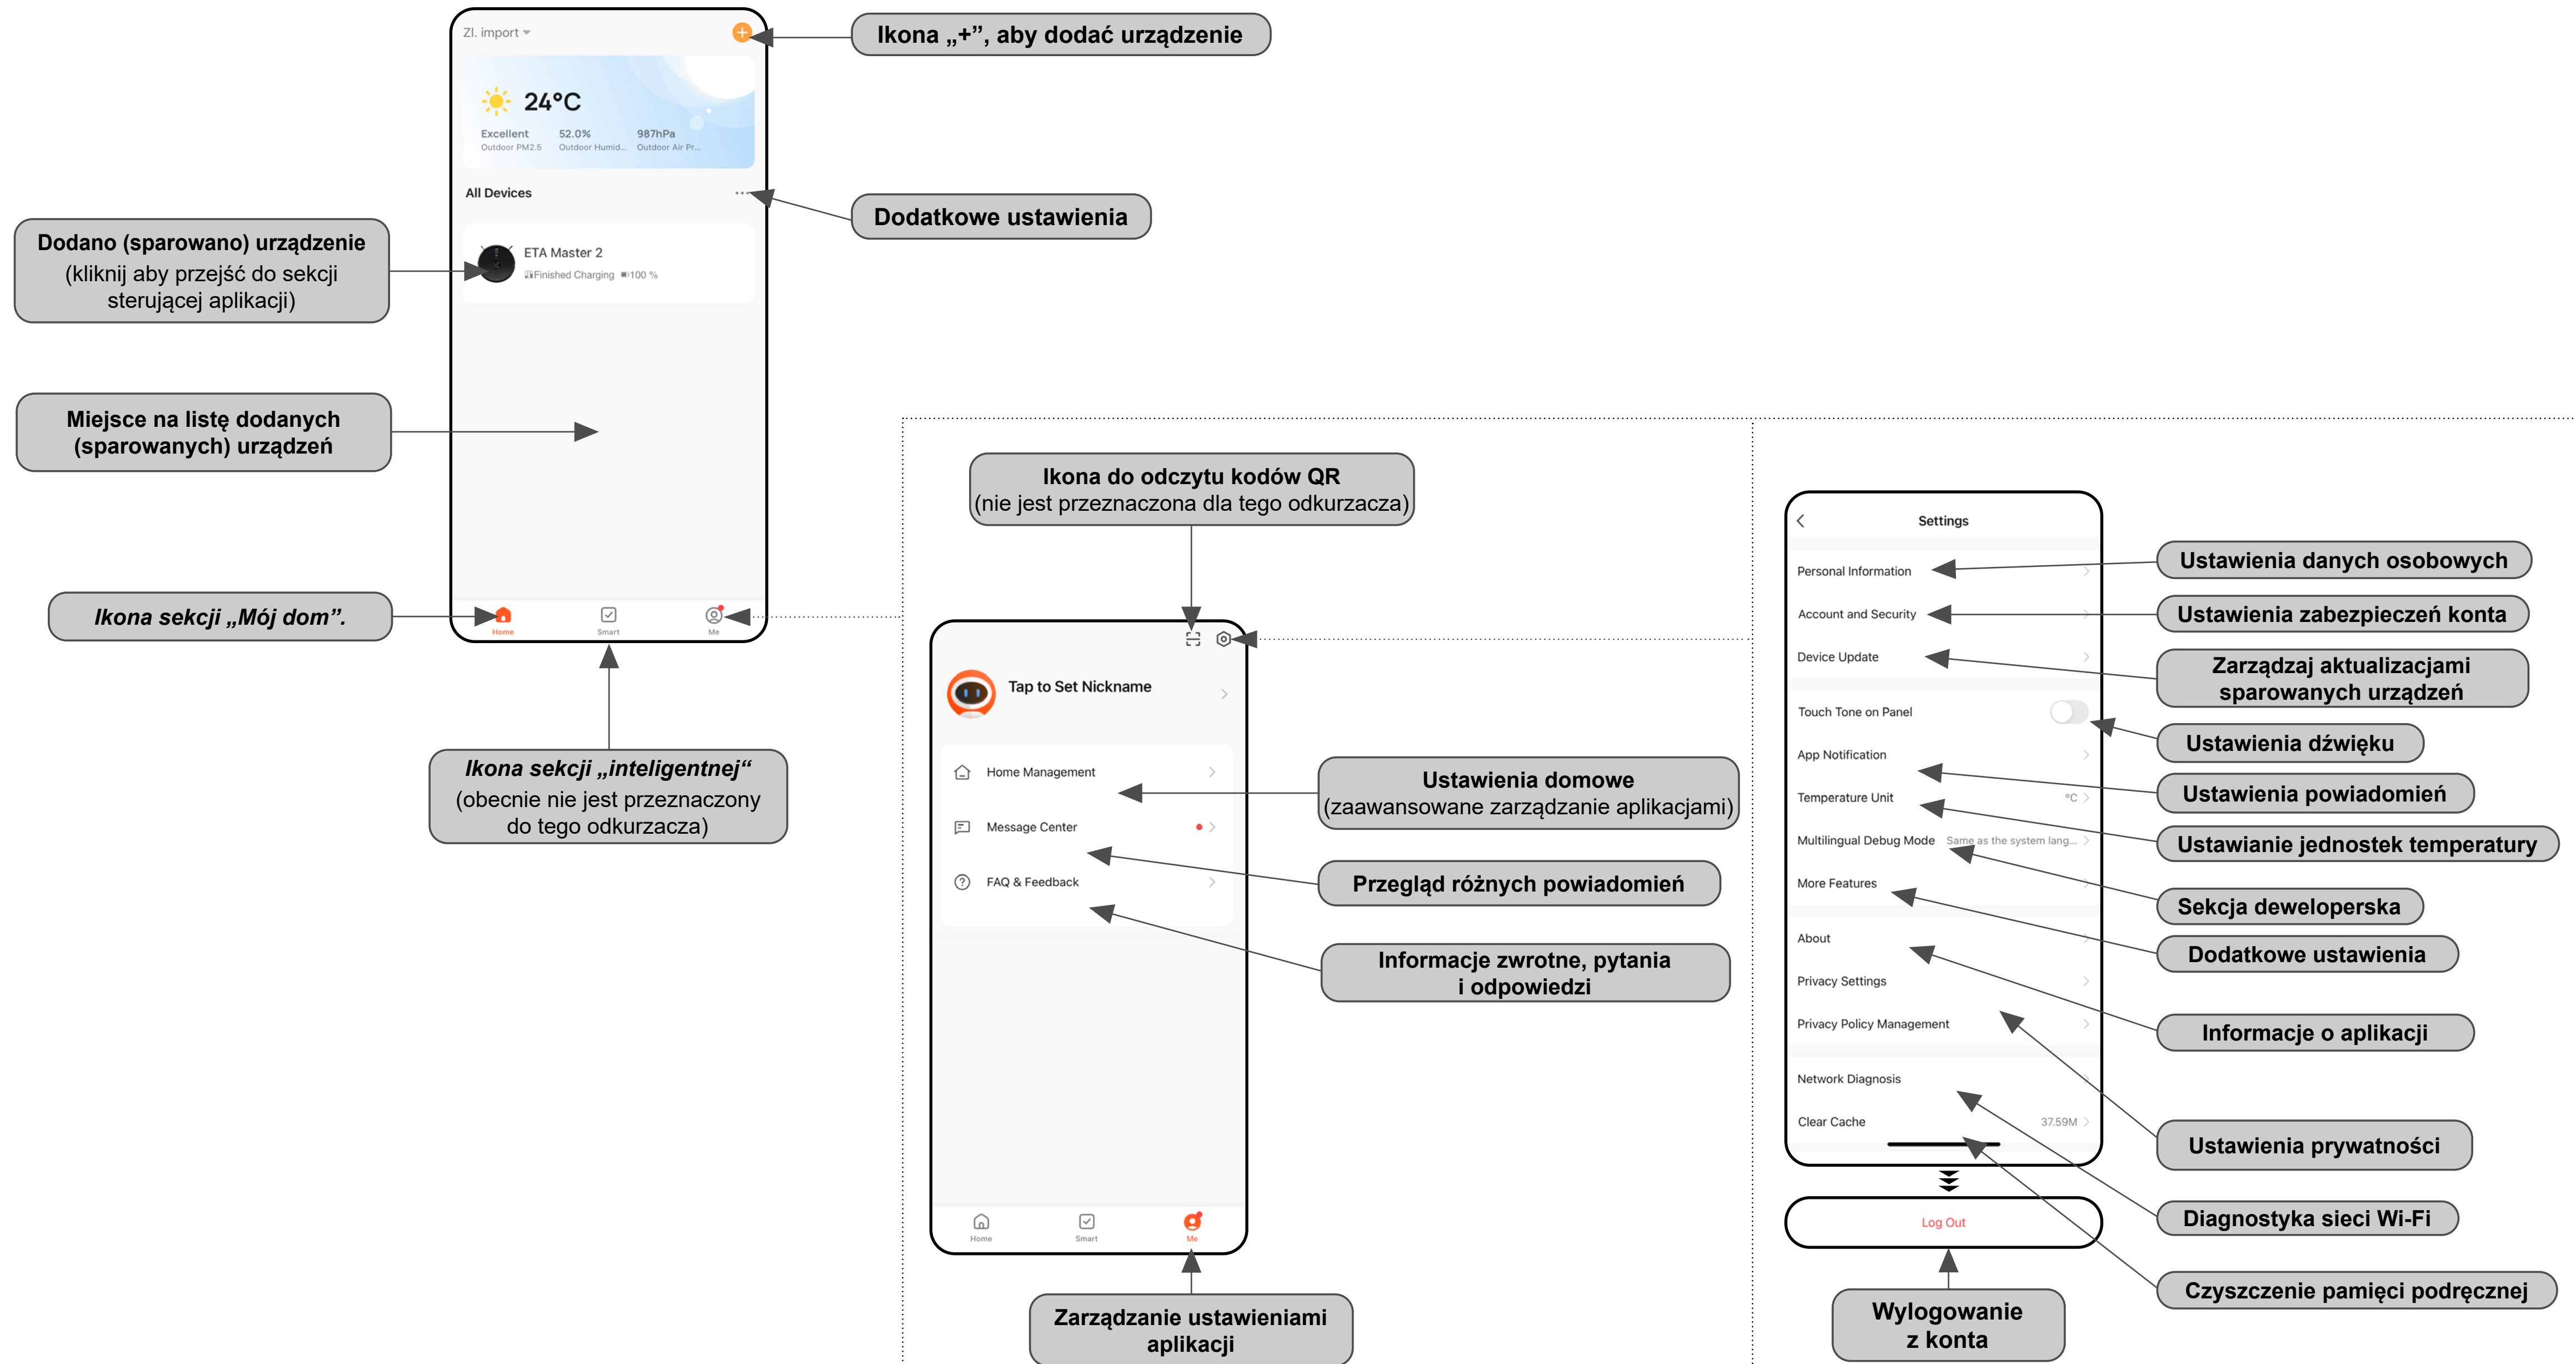 Zl. import
Ikona „+”, aby dodać urządzenie
24°C
Excellent 52.0% 987hPa
Outdoor PM2.5 Outdoor Humid... Outdoor Air Pr...
All Devices
Dodatkowe ustawienia
Dodano (sparowano) urządzenie
(kliknij aby przejść do sekcji
sterującej aplikacji)
ETA Master 2
Finished Charging 100 %
Miejsce na listę dodanych
(sparowanych) urządzeń
Ikona sekcji „Mój dom”.
Home Smart Me
Ikona sekcji „inteligentnej“
(obecnie nie jest przeznaczony
do tego odkurzacza)
Ikona do odczytu kodów QR
(nie jest przeznaczona dla tego odkurzacza)
Tap to Set Nickname
Home Management
Message Center
FAQ & Feedback
Ustawienia domowe
(zaawansowane zarządzanie aplikacjami)
Przegląd różnych powiadomień
Informacje zwrotne, pytania
i odpowiedzi
Home Smart Me
Zarządzanie ustawieniami
aplikacji
Settings
Personal Information
Account and Security
Device Update
Touch Tone on Panel
App Notification
Temperature Unit °C
Multilingual Debug Mode Same as the system lang...
More Features
About
Privacy Settings
Privacy Policy Management
Network Diagnosis
Clear Cache 37.59M
Log Out
Ustawienia danych osobowych
Ustawienia zabezpieczeń konta
Zarządzaj aktualizacjami
sparowanych urządzeń
Ustawienia dźwięku
Ustawienia powiadomień
Ustawianie jednostek temperatury
Sekcja deweloperska
Dodatkowe ustawienia
Informacje o aplikacji
Ustawienia prywatności
Diagnostyka sieci Wi-Fi
Czyszczenie pamięci podręcznej
Wylogowanie
z konta